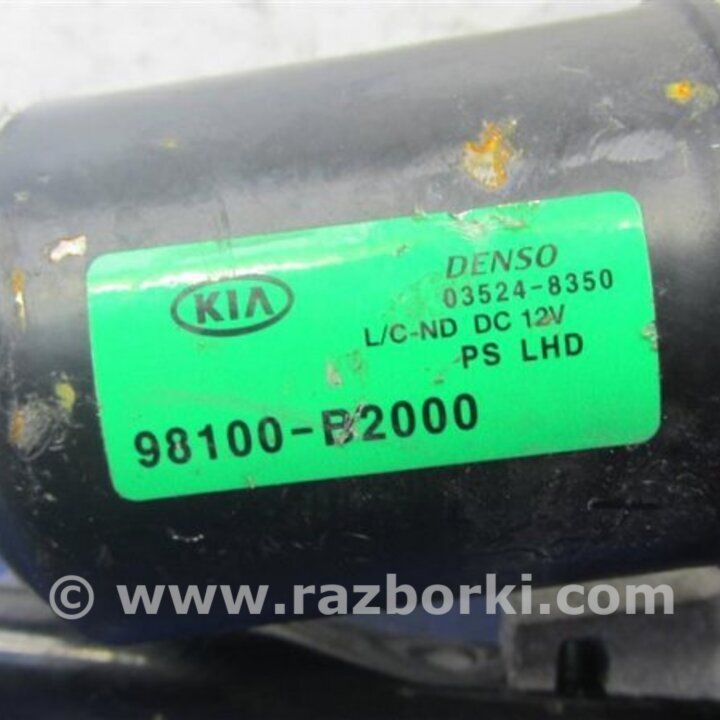 DENSO
KIA 03524-8350
L/C-ND DC 12V
PS LHD
98100-B2000
© www.razborki.com